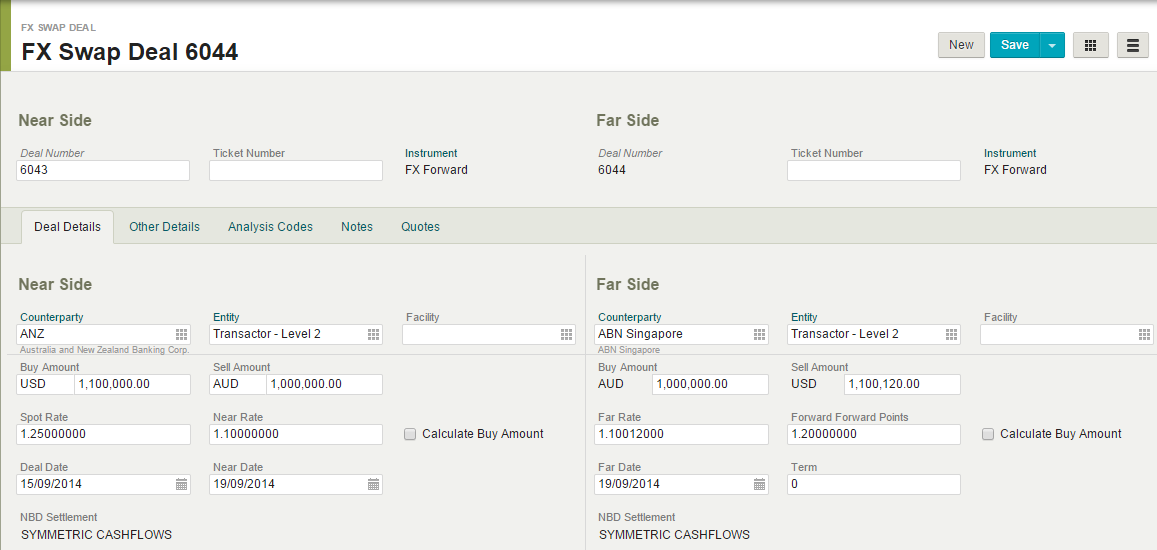 FX SWAP DEAL
FX Swap Deal 6044
New Save
Near Side Far Side
Deal Number Ticket Number Instrument Deal Number Ticket Number Instrument
6043 FX Forward 6044 FX Forward
Deal Details Other Details Analysis Codes Notes Quotes
Near Side Far Side
Counterparty Entity Facility Counterparty Entity Facility
ANZ Transactor - Level 2 ABN Singapore Transactor - Level 2
Australia and New Zealand Banking Corp. ABN Singapore
Buy Amount Sell Amount Buy Amount Sell Amount
USD 1,100,000.00 AUD 1,000,000.00 AUD 1,000,000.00 USD 1,100,120.00
Spot Rate Near Rate Far Rate Forward Forward Points
1.25000000 1.10000000 Calculate Buy Amount 1.10012000 1.20000000 Calculate Buy Amount
Deal Date Near Date Far Date Term
15/09/2014 19/09/2014 19/09/2014 0
NBD Settlement NBD Settlement
SYMMETRIC CASHFLOWS SYMMETRIC CASHFLOWS